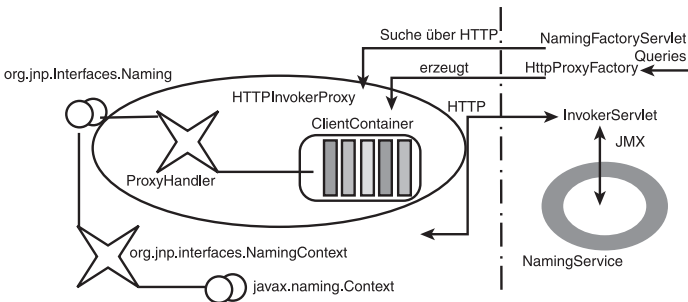 Suche über HTTP
NamingFactoryServlet
Queries
org.jnp.Interfaces.Naming
erzeugt
HttpProxyFactory
HTTPInvokerProxy
HTTP
ClientContainer
InvokerServlet
JMX
ProxyHandler
org.jnp.interfaces.NamingContext
NamingService
javax.naming.Context